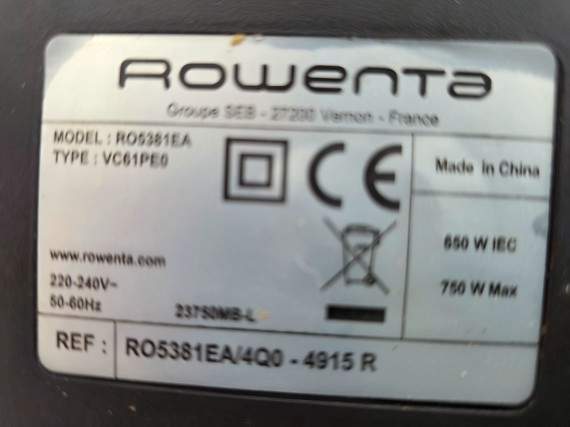 ROWENTA
Groupe SEB - 27200 Vernon - France
MODEL : RO5381EA
TYPE : VC61PE0
CE
Made in China
650 W IEC
750 W Max
www.rowenta.com
220-240V~
50-60Hz
23750MB-L
REF : RO5381EA/4Q0 - 4915 R